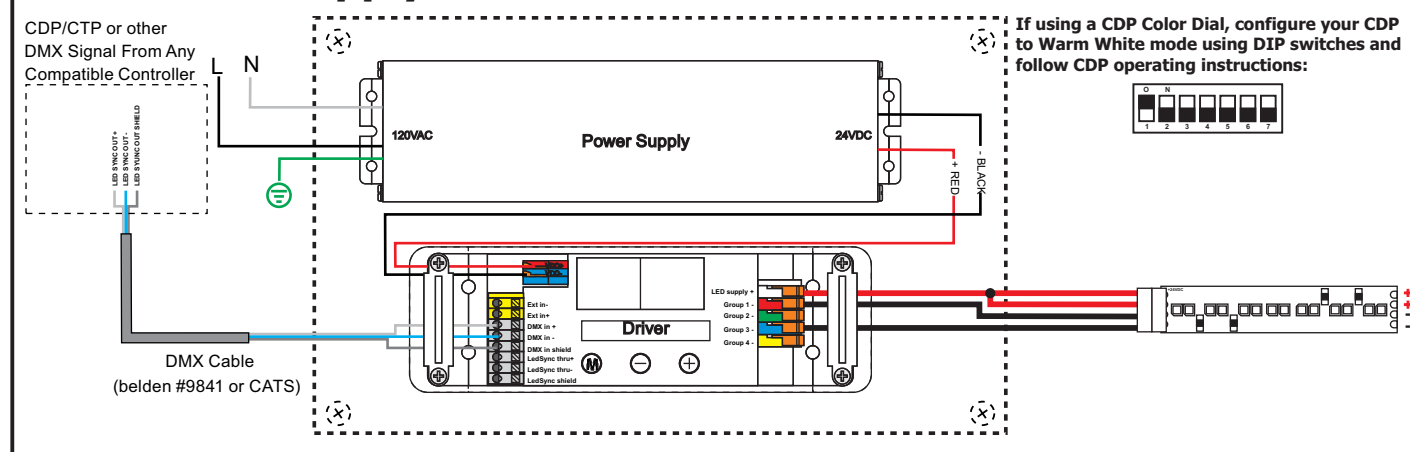 CDP/CTP or other
DMX Signal From Any
Compatible Controller
L N
LED SYNC OUT+
LED SYNC OUT-
LED SYUNC OUT SHIELD
If using a CDP Color Dial, configure your CDP
to Warm White mode using DIP switches and
follow CDP operating instructions:
O N
1 2 3 4 5 6 7
120VAC
Power Supply
24VDC
- BLACK
+ RED
Ext in-
Ext in+
DMX in +
DMX in -
DMX in shield
LedSync thru+
LedSync thru-
LedSync shield
Driver
M - +
LED supply +
Group 1 -
Group 2 -
Group 3 -
Group 4 -
+24VDC
+
+
-
-
DMX Cable
(belden #9841 or CATS)